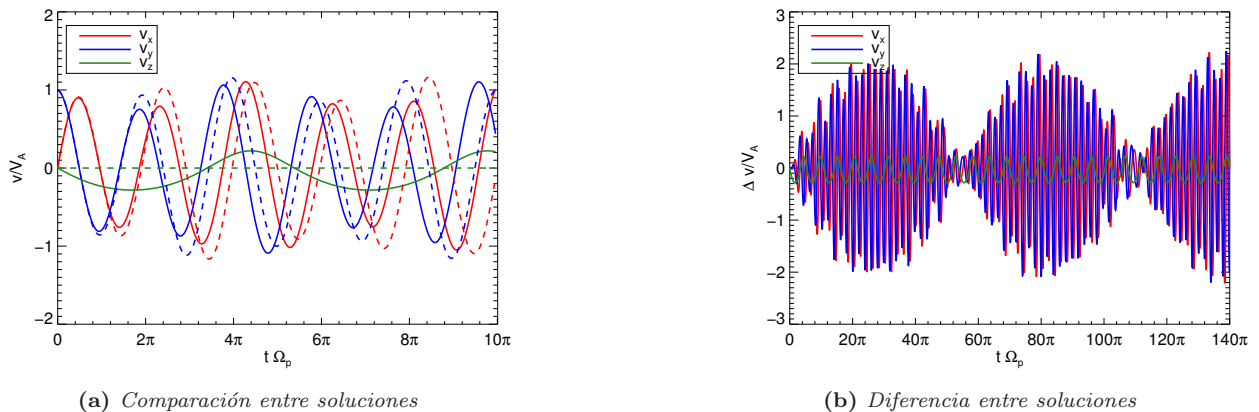 2
1
0
−1
−2
v/V_A
v_x
v_y
v_z
0
2π
4π
6π
8π
10π
t Ω_p
(a) Comparación entre soluciones
3
2
1
0
−1
−2
−3
Δ v/V_A
v_x
v_y
v_z
0
20π
40π
60π
80π
100π
120π
140π
t Ω_p
(b) Diferencia entre soluciones